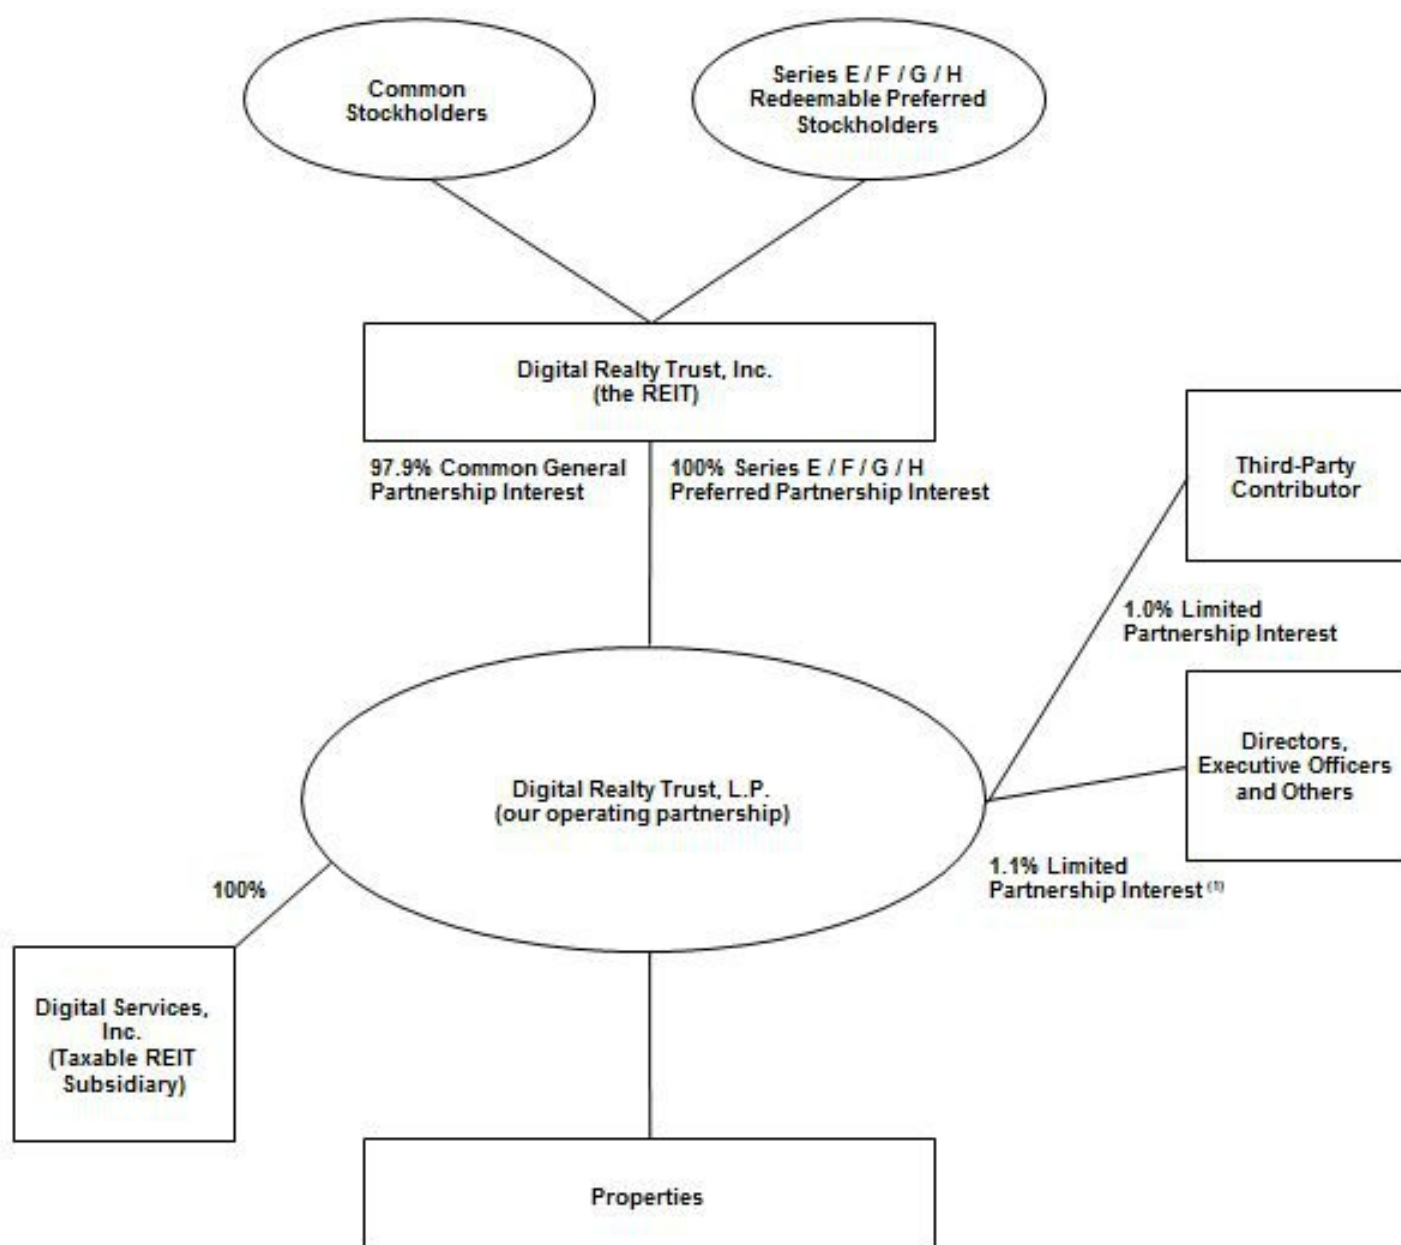 Common
Stockholders
Series E / F / G / H
Redeemable Preferred
Stockholders
Digital Realty Trust, Inc.
(the REIT)
97.9% Common General
Partnership Interest
100% Series E / F / G / H
Preferred Partnership Interest
Third-Party
Contributor
1.0% Limited
Partnership Interest
Directors,
Executive Officers
and Others
Digital Realty Trust, L.P.
(our operating partnership)
1.1% Limited
Partnership Interest (1)
100%
Digital Services,
Inc.
(Taxable REIT
Subsidiary)
Properties